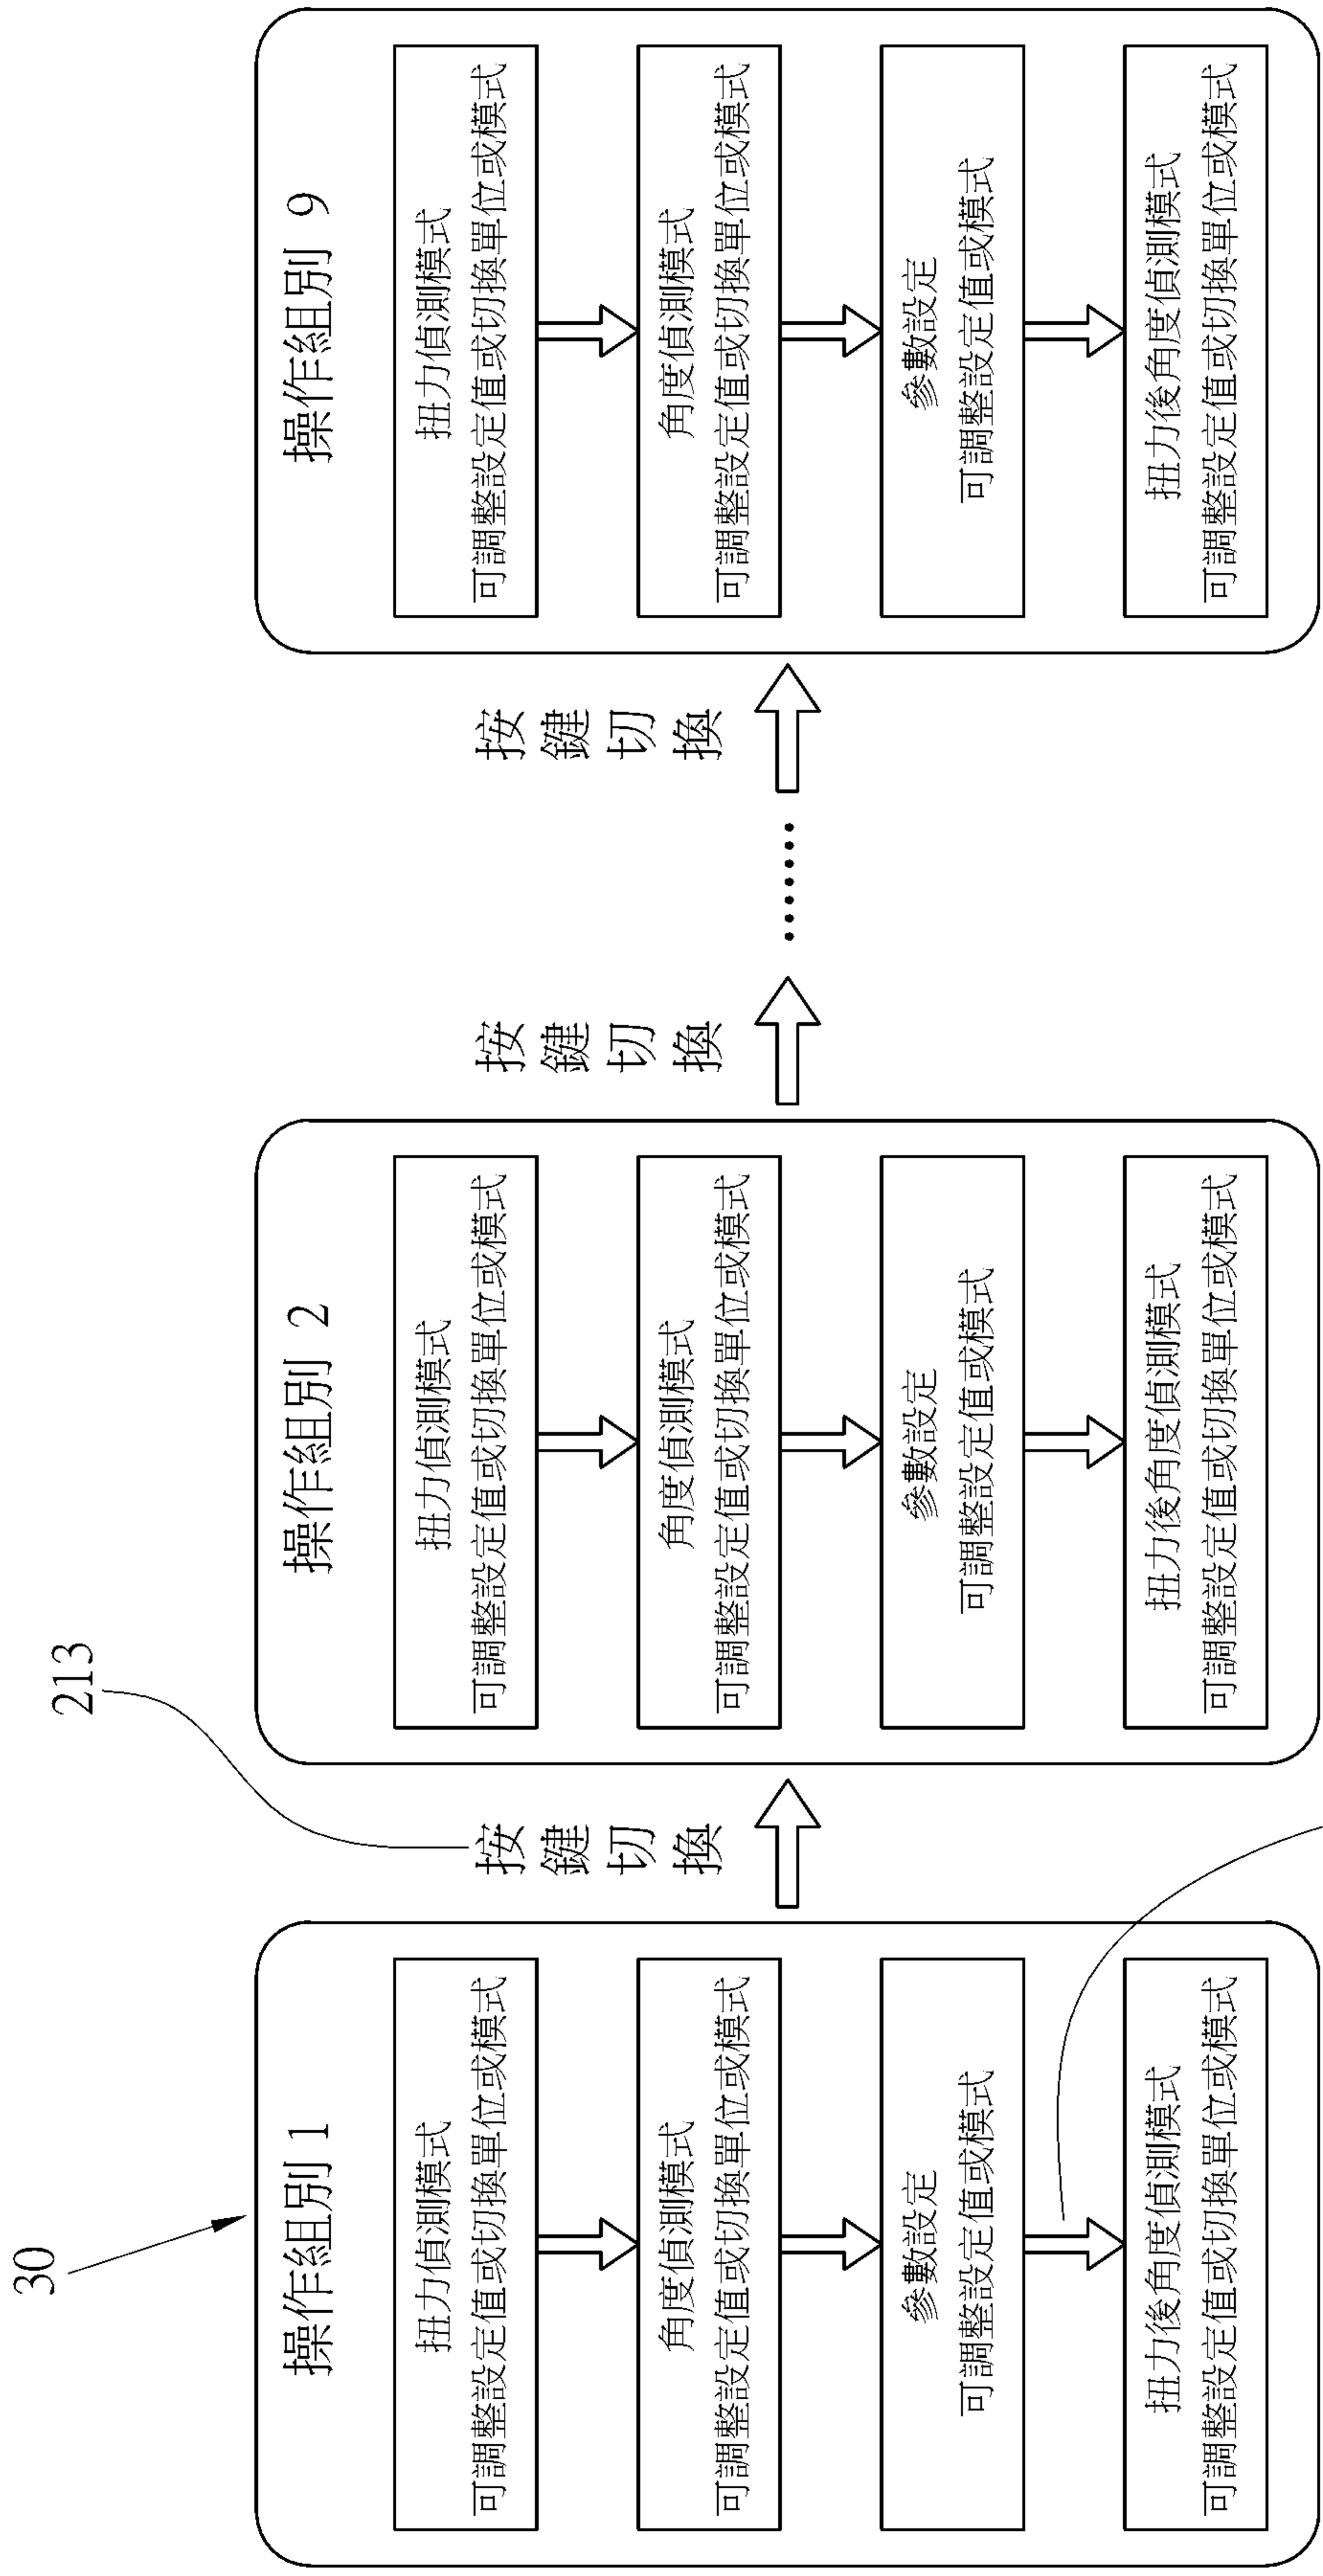 30
操作組別 1
扭力偵測模式
可調整設定值或切換單位或模式
角度偵測模式
可調整設定值或切換單位或模式
參數設定
可調整設定值或模式
扭力後角度偵測模式
可調整設定值或切換單位或模式
213
按鍵切換
操作組別 2
扭力偵測模式
可調整設定值或切換單位或模式
角度偵測模式
可調整設定值或切換單位或模式
參數設定
可調整設定值或模式
扭力後角度偵測模式
可調整設定值或切換單位或模式
按鍵切換
......
按鍵切換
操作組別 9
扭力偵測模式
可調整設定值或切換單位或模式
角度偵測模式
可調整設定值或切換單位或模式
參數設定
可調整設定值或模式
扭力後角度偵測模式
可調整設定值或切換單位或模式